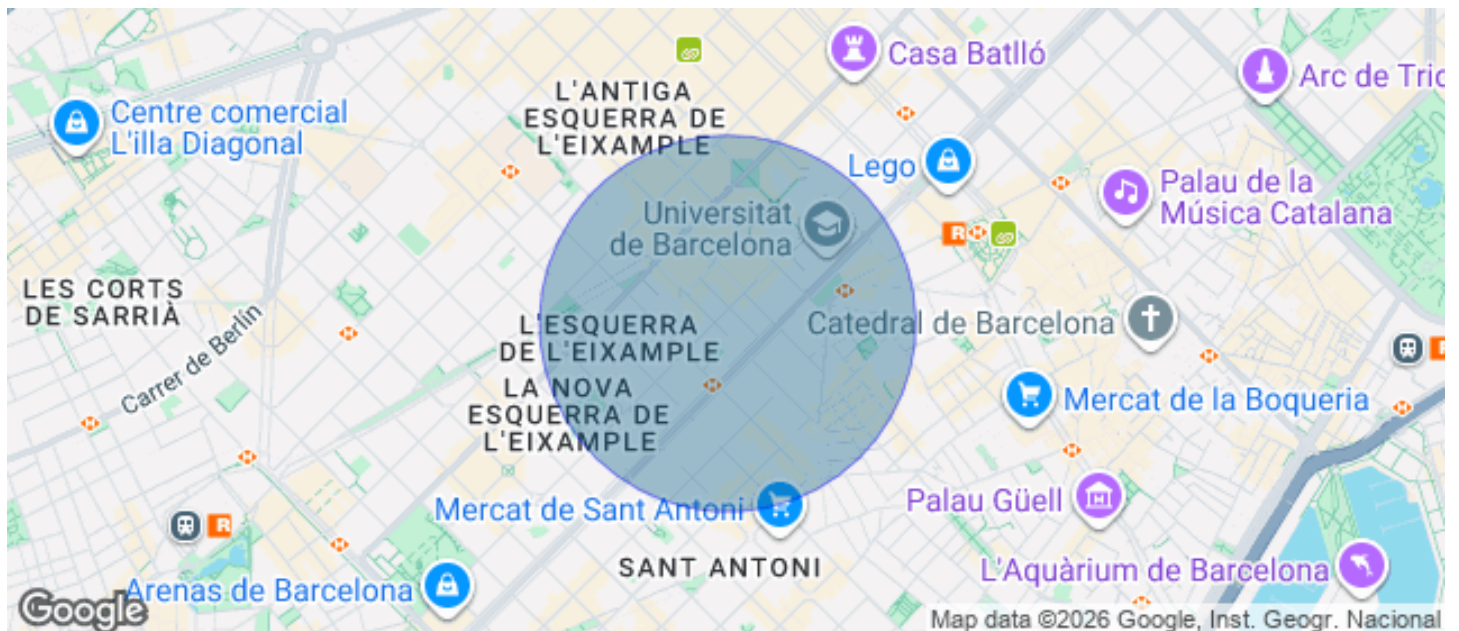 Casa Batlló
Arc de Trio
L'ANTIGA
ESQUERRA DE
L'EIXAMPLE
Centre comercial
L'illa Diagonal
Lego
Palau de la
Música Catalana
Universitat
de Barcelona
R
LES CORTS
DE SARRIÀ
Carrer de Berlín
L'ESQUERRA
DE L'EIXAMPLE
Catedral de Barcelona
R
LA NOVA
ESQUERRA DE
L'EIXAMPLE
Mercat de la Boqueria
Mercat de Sant Antoni
Palau Güell
R
SANT ANTONI
L'Aquàrium de Barcelona
Arenas de Barcelona
Google
Map data ©2026 Google, Inst. Geogr. Nacional